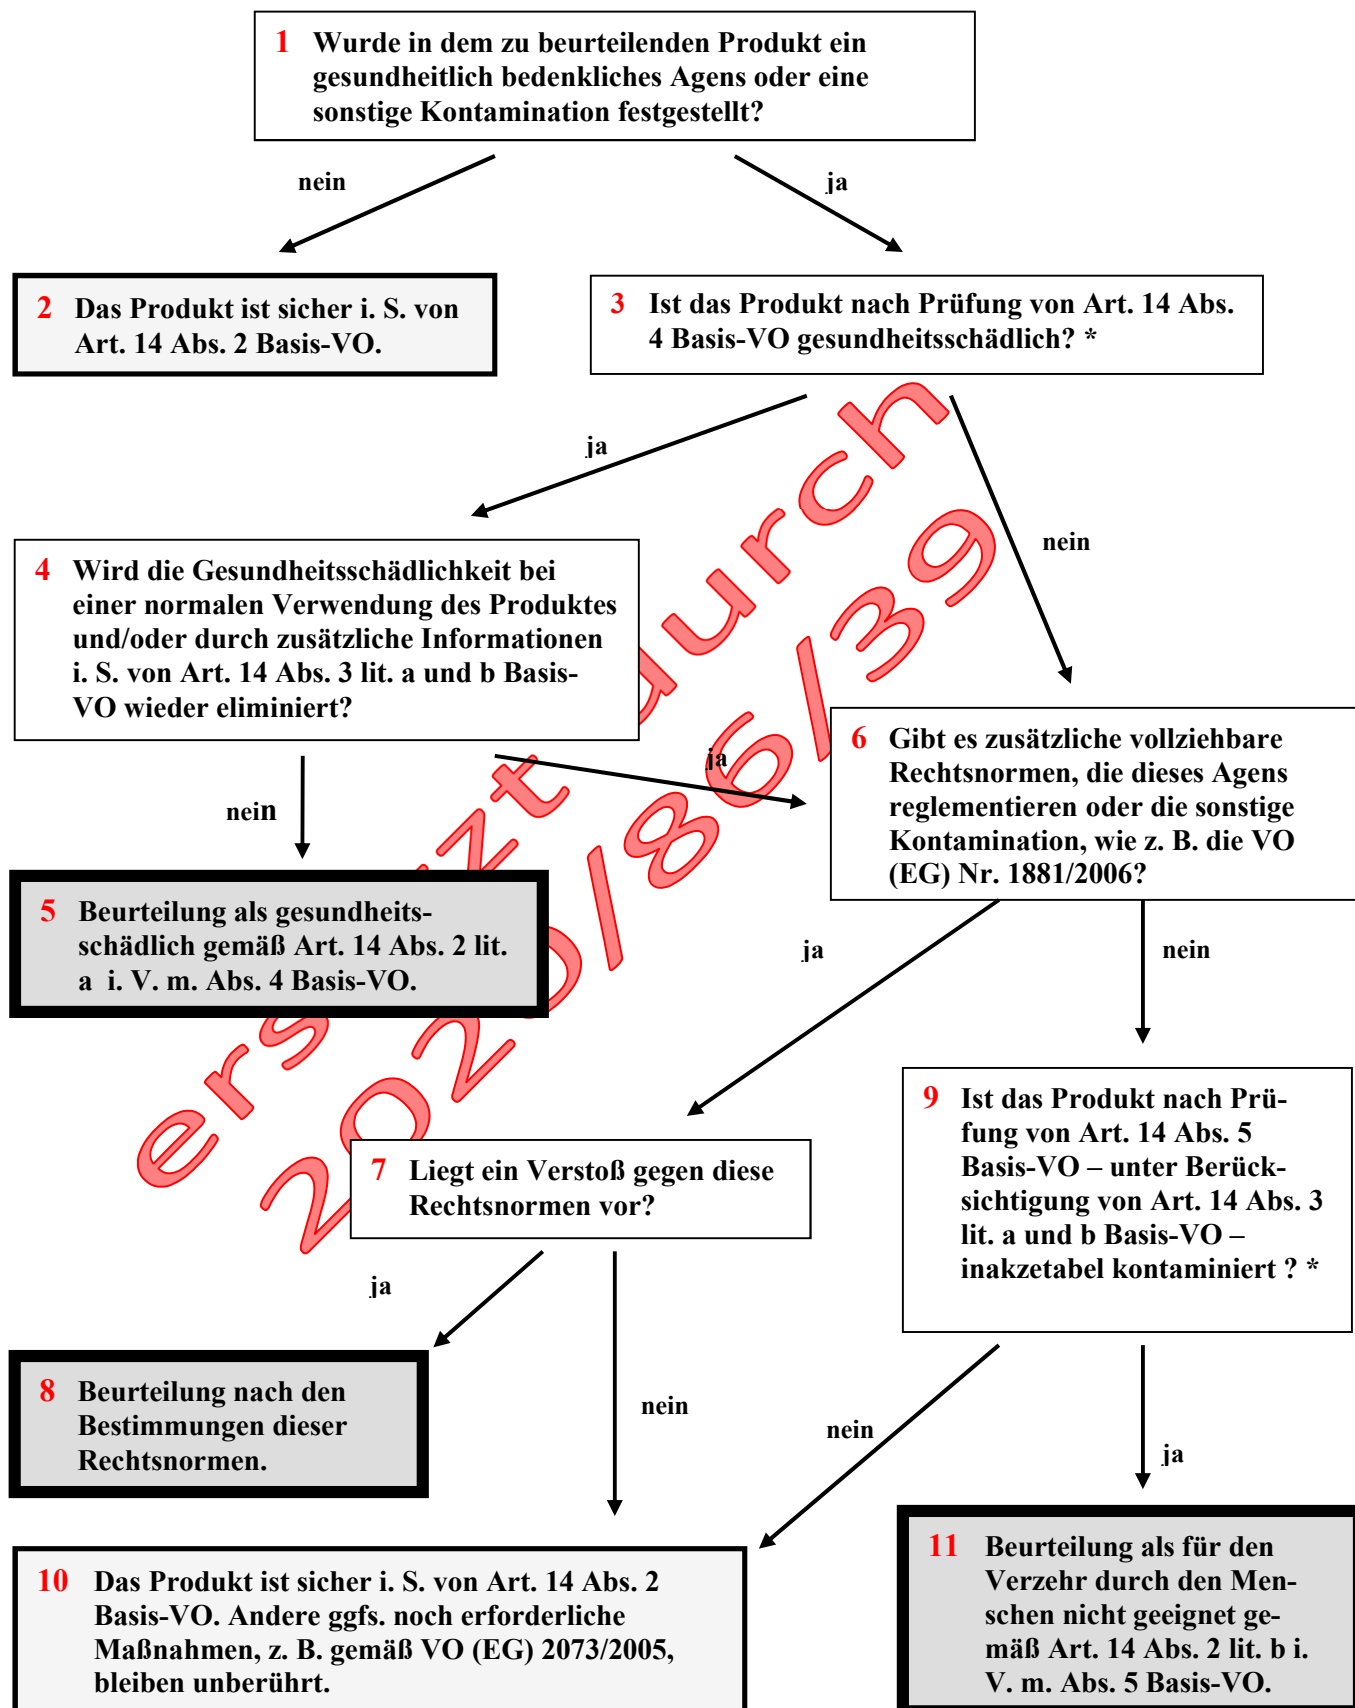 1 Wurde in dem zu beurteilenden Produkt ein
gesundheitlich bedenkliches Agens oder eine
sonstige Kontamination festgestellt?
nein
ja
2 Das Produkt ist sicher i. S. von
Art. 14 Abs. 2 Basis-VO.
3 Ist das Produkt nach Prüfung von Art. 14 Abs.
4 Basis-VO gesundheitsschädlich? *
ja
nein
4 Wird die Gesundheitsschädlichkeit bei
einer normalen Verwendung des Produktes
und/oder durch zusätzliche Informationen
i. S. von Art. 14 Abs. 3 lit. a und b Basis-
VO wieder eliminiert?
nein
ja
5 Beurteilung als gesundheits-
schädlich gemäß Art. 14 Abs. 2 lit.
a i. V. m. Abs. 4 Basis-VO.
6 Gibt es zusätzliche vollziehbare
Rechtsnormen, die dieses Agens
reglementieren oder die sonstige
Kontamination, wie z. B. die VO
(EG) Nr. 1881/2006?
ja
nein
7 Liegt ein Verstoß gegen diese
Rechtsnormen vor?
ja
nein
8 Beurteilung nach den
Bestimmungen dieser
Rechtsnormen.
9 Ist das Produkt nach Prü-
fung von Art. 14 Abs. 5
Basis-VO – unter Berück-
sichtigung von Art. 14 Abs. 3
lit. a und b Basis-VO –
inakzetabel kontaminiert ? *
nein
ja
10 Das Produkt ist sicher i. S. von Art. 14 Abs. 2
Basis-VO. Andere ggfs. noch erforderliche
Maßnahmen, z. B. gemäß VO (EG) 2073/2005,
bleiben unberührt.
11 Beurteilung als für den
Verzehr durch den Men-
schen nicht geeignet ge-
mäß Art. 14 Abs. 2 lit. b i.
V. m. Abs. 5 Basis-VO.
ersetzt durch
2020/86/39